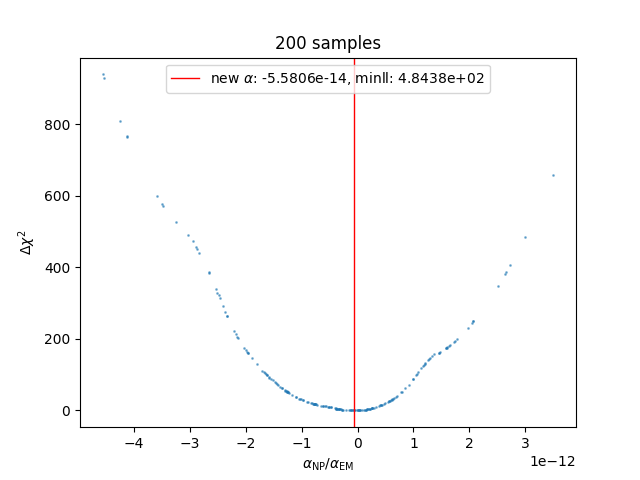 200 samples
new α: -5.5806e-14, minll: 4.8438e+02
Δχ²
800
600
400
200
0
−4 −3 −2 −1 0 1 2 3
1e−12
α_NP/α_EM